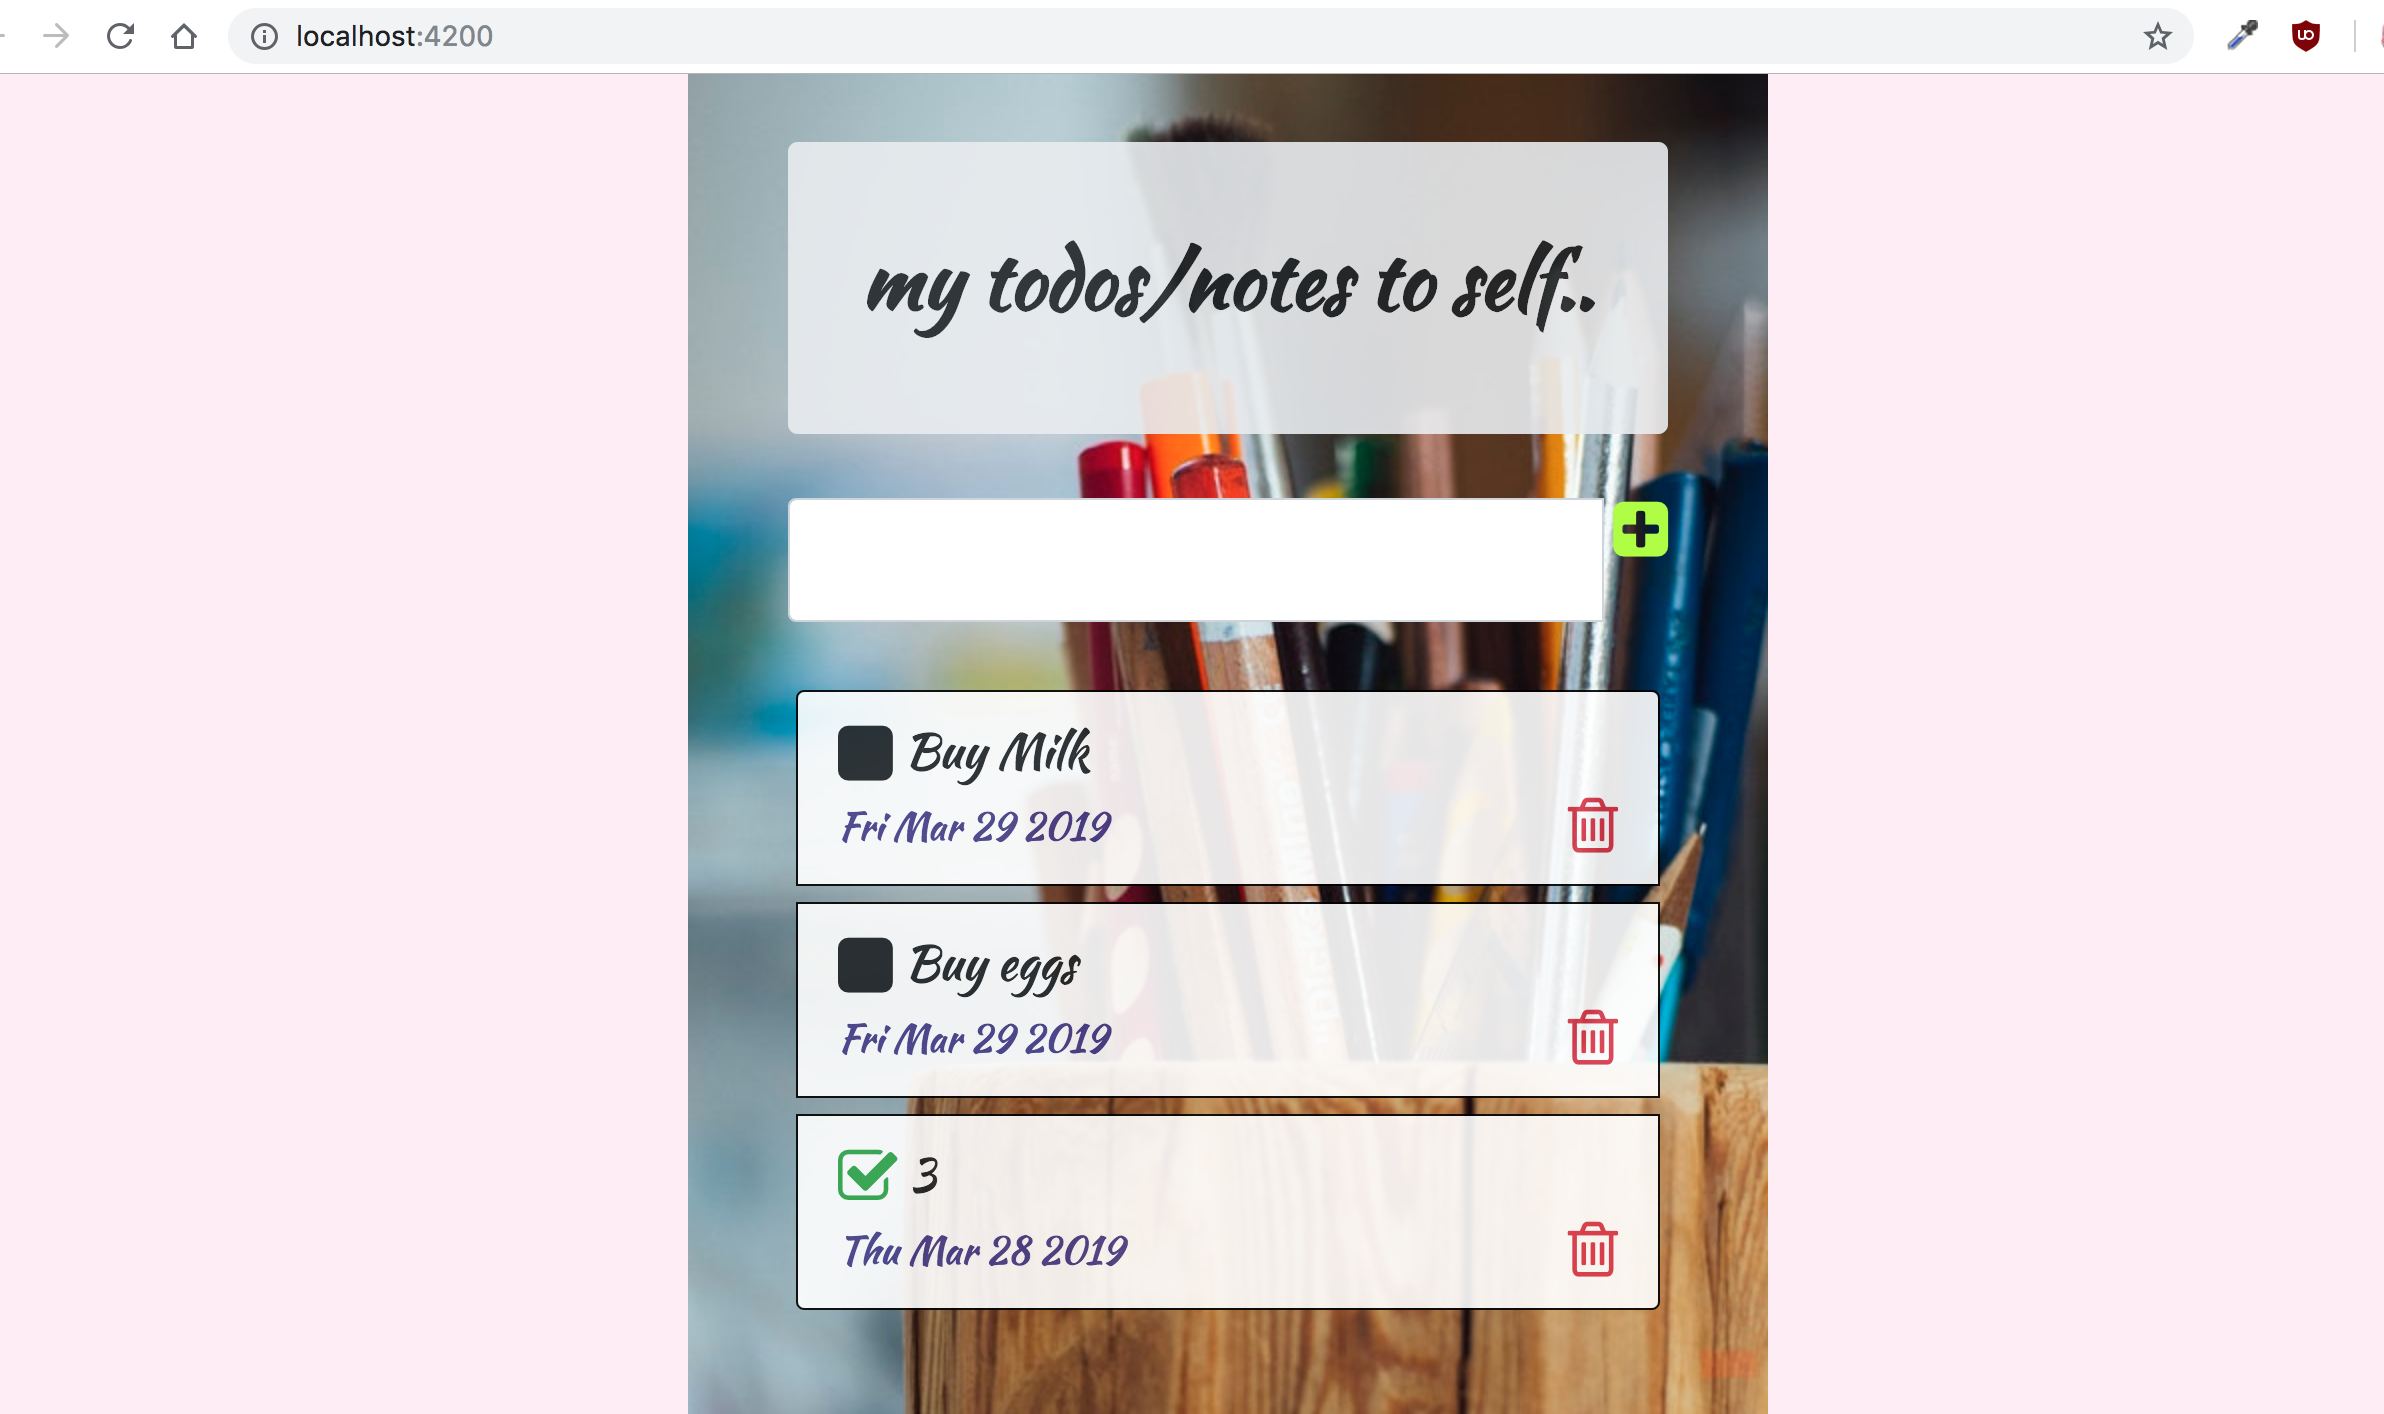 localhost:4200
my todos/notes to self..
Buy Milk
Fri Mar 29 2019
Buy eggs
Fri Mar 29 2019
3
Thu Mar 28 2019